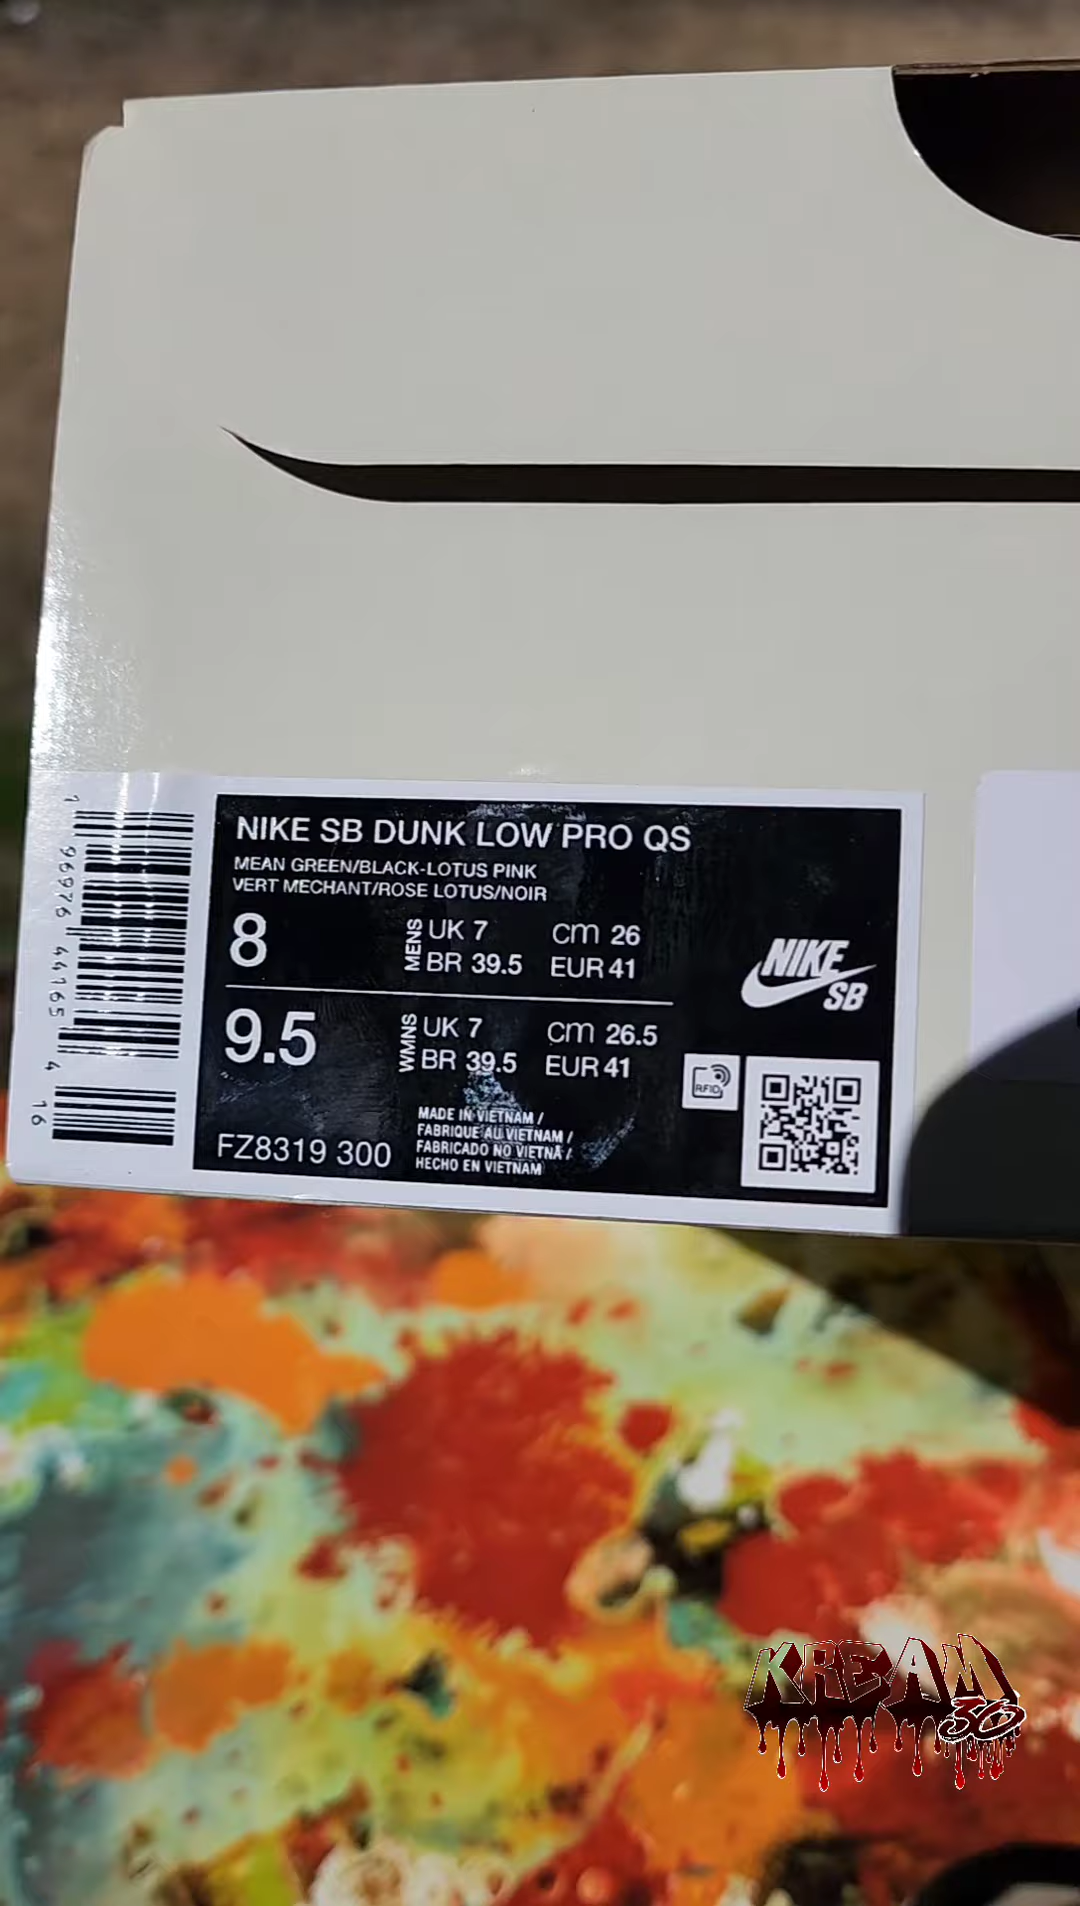 NIKE SB DUNK LOW PRO QS
MEAN GREEN/BLACK-LOTUS PINK
VERT MECHANT/ROSE LOTUS/NOIR
8
MENS
UK 7 cm 26
BR 39.5 EUR 41
9.5
WMNS
UK 7 cm 26.5
BR 39.5 EUR 41
MADE IN VIETNAM /
FABRIQUE AU VIETNAM /
FABRICADO NO VIETNÃ /
HECHO EN VIETNAM
FZ8319 300
NIKE
SB
RFID
1 96976 44165 4 16
KREAM
36